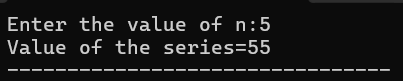 Enter the value of n:5
Value of the series=55
--------------------------------